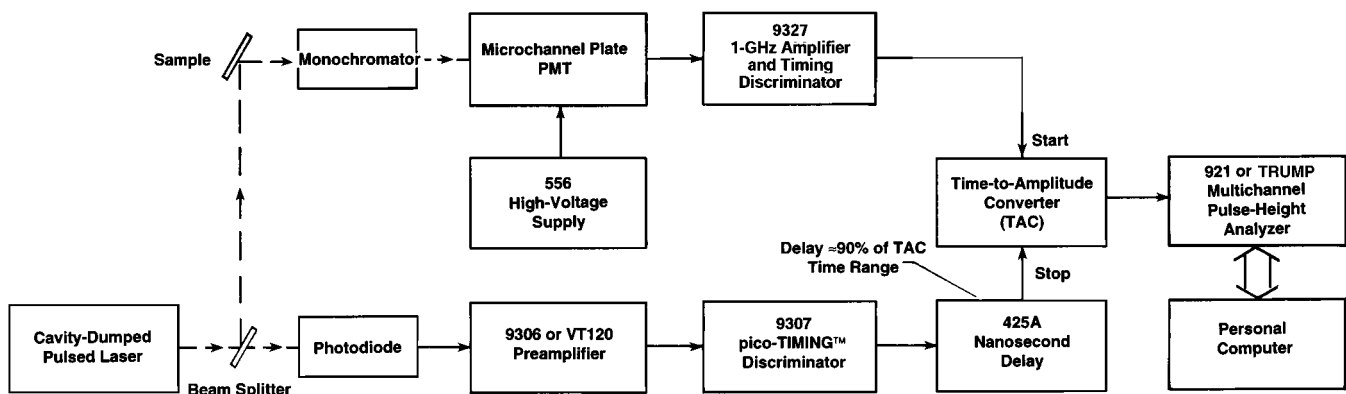 Sample
Monochromator
Microchannel Plate
PMT
9327
1-GHz Amplifier
and Timing
Discriminator
Start
556
High-Voltage
Supply
Time-to-Amplitude
Converter
(TAC)
921 or TRUMP
Multichannel
Pulse-Height
Analyzer
Delay ≈90% of TAC
Time Range
Stop
Cavity-Dumped
Pulsed Laser
Beam Splitter
Photodiode
9306 or VT120
Preamplifier
9307
pico-TIMING™
Discriminator
425A
Nanosecond
Delay
Personal
Computer